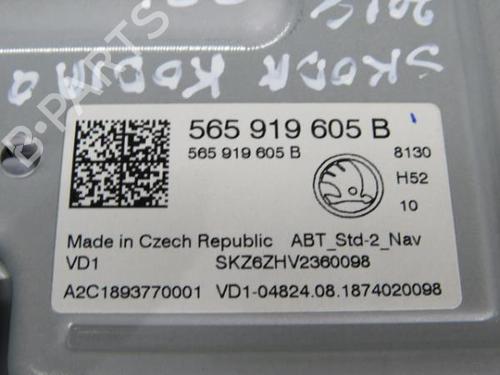 SKODA KODIAQ
565 919 605 B
565 919 605 B
8130
H52
10
Made in Czech Republic ABT_Std-2_Nav
VD1 SKZ6ZHV2360098
A2C1893770001 VD1-04824.08.1874020098
B-PARTS